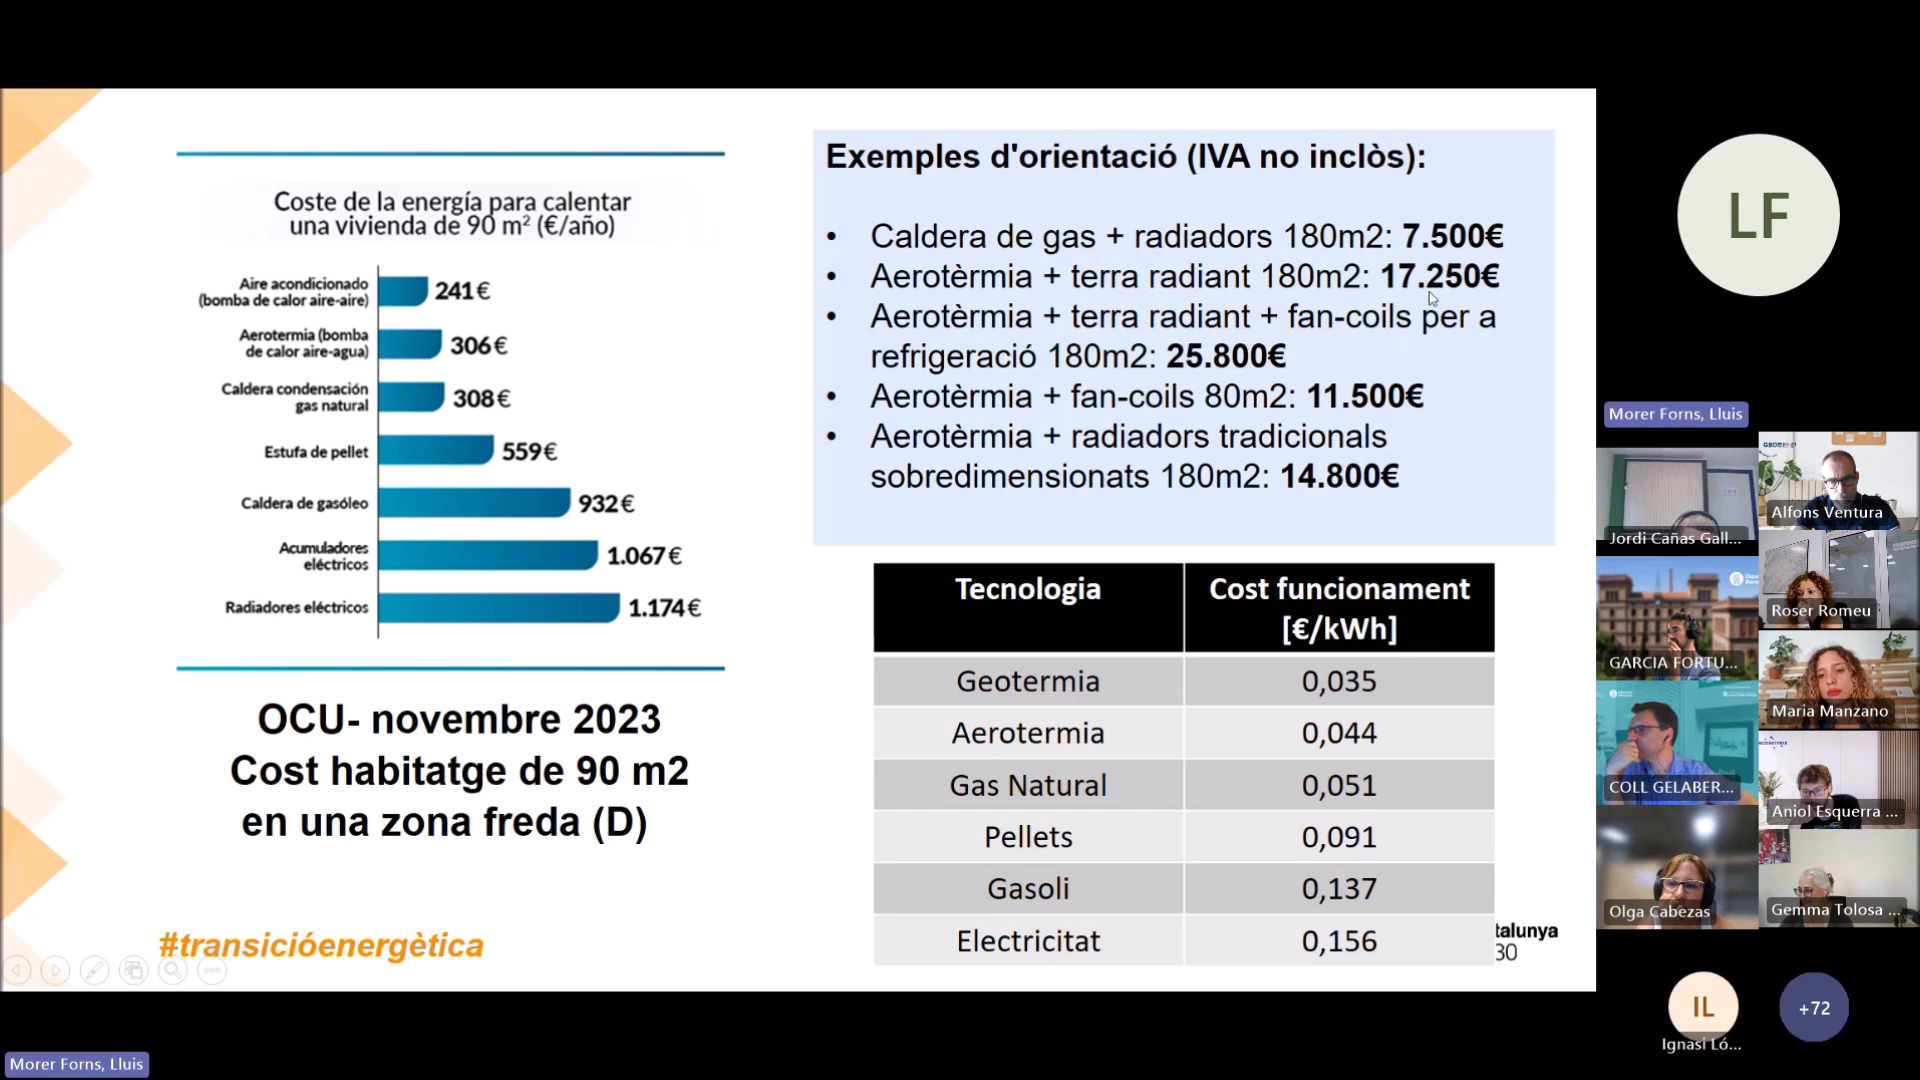 Coste de la energía para calentar
una vivienda de 90 m² (€/año)
Aire acondicionado
(bomba de calor aire-aire)
241 €
Aerotermia (bomba
de calor aire-agua)
306 €
Caldera condensación
gas natural
308 €
Estufa de pellet
559 €
Caldera de gasóleo
932 €
Acumuladores
eléctricos
1.067 €
Radiadores eléctricos
1.174 €
OCU- novembre 2023
Cost habitatge de 90 m2
en una zona freda (D)
#transicióenergètica
Exemples d'orientació (IVA no inclòs):
• Caldera de gas + radiadors 180m2: 7.500€
• Aerotèrmia + terra radiant 180m2: 17.250€
• Aerotèrmia + terra radiant + fan-coils per a
refrigeració 180m2: 25.800€
• Aerotèrmia + fan-coils 80m2: 11.500€
• Aerotèrmia + radiadors tradicionals
sobredimensionats 180m2: 14.800€
Tecnologia Cost funcionament
[€/kWh]
Geotermia 0,035
Aerotermia 0,044
Gas Natural 0,051
Pellets 0,091
Gasoli 0,137
Electricitat 0,156
talunya
30
LF
Morer Forns, Lluis
Jordi Cañas Gall...
Alfons Ventura
GARCIA FORTU...
Roser Romeu
COLL GELABER...
Maria Manzano
Aniol Esquerra ...
Olga Cabezas
Gemma Tolosa ...
IL
Ignasi Ló...
+72
Morer Forns, Lluis